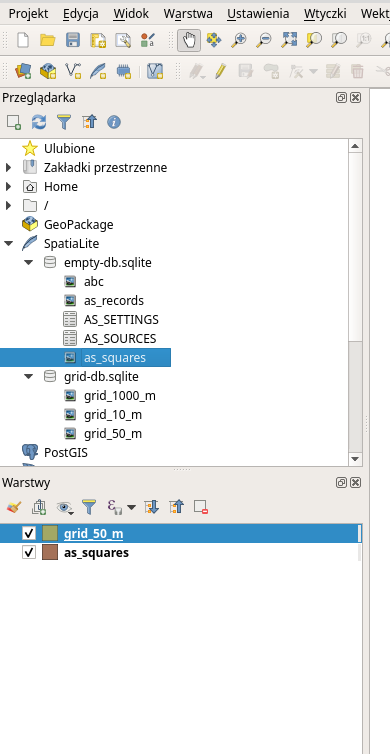 Projekt Edycja Widok Warstwa Ustawienia Wtyczki Wekt
Przeglądarka
Ulubione
Zakładki przestrzenne
Home
/
GeoPackage
SpatiaLite
empty-db.sqlite
abc
as_records
AS_SETTINGS
AS_SOURCES
as_squares
grid-db.sqlite
grid_1000_m
grid_10_m
grid_50_m
PostGIS
Warstwy
grid_50_m
as_squares